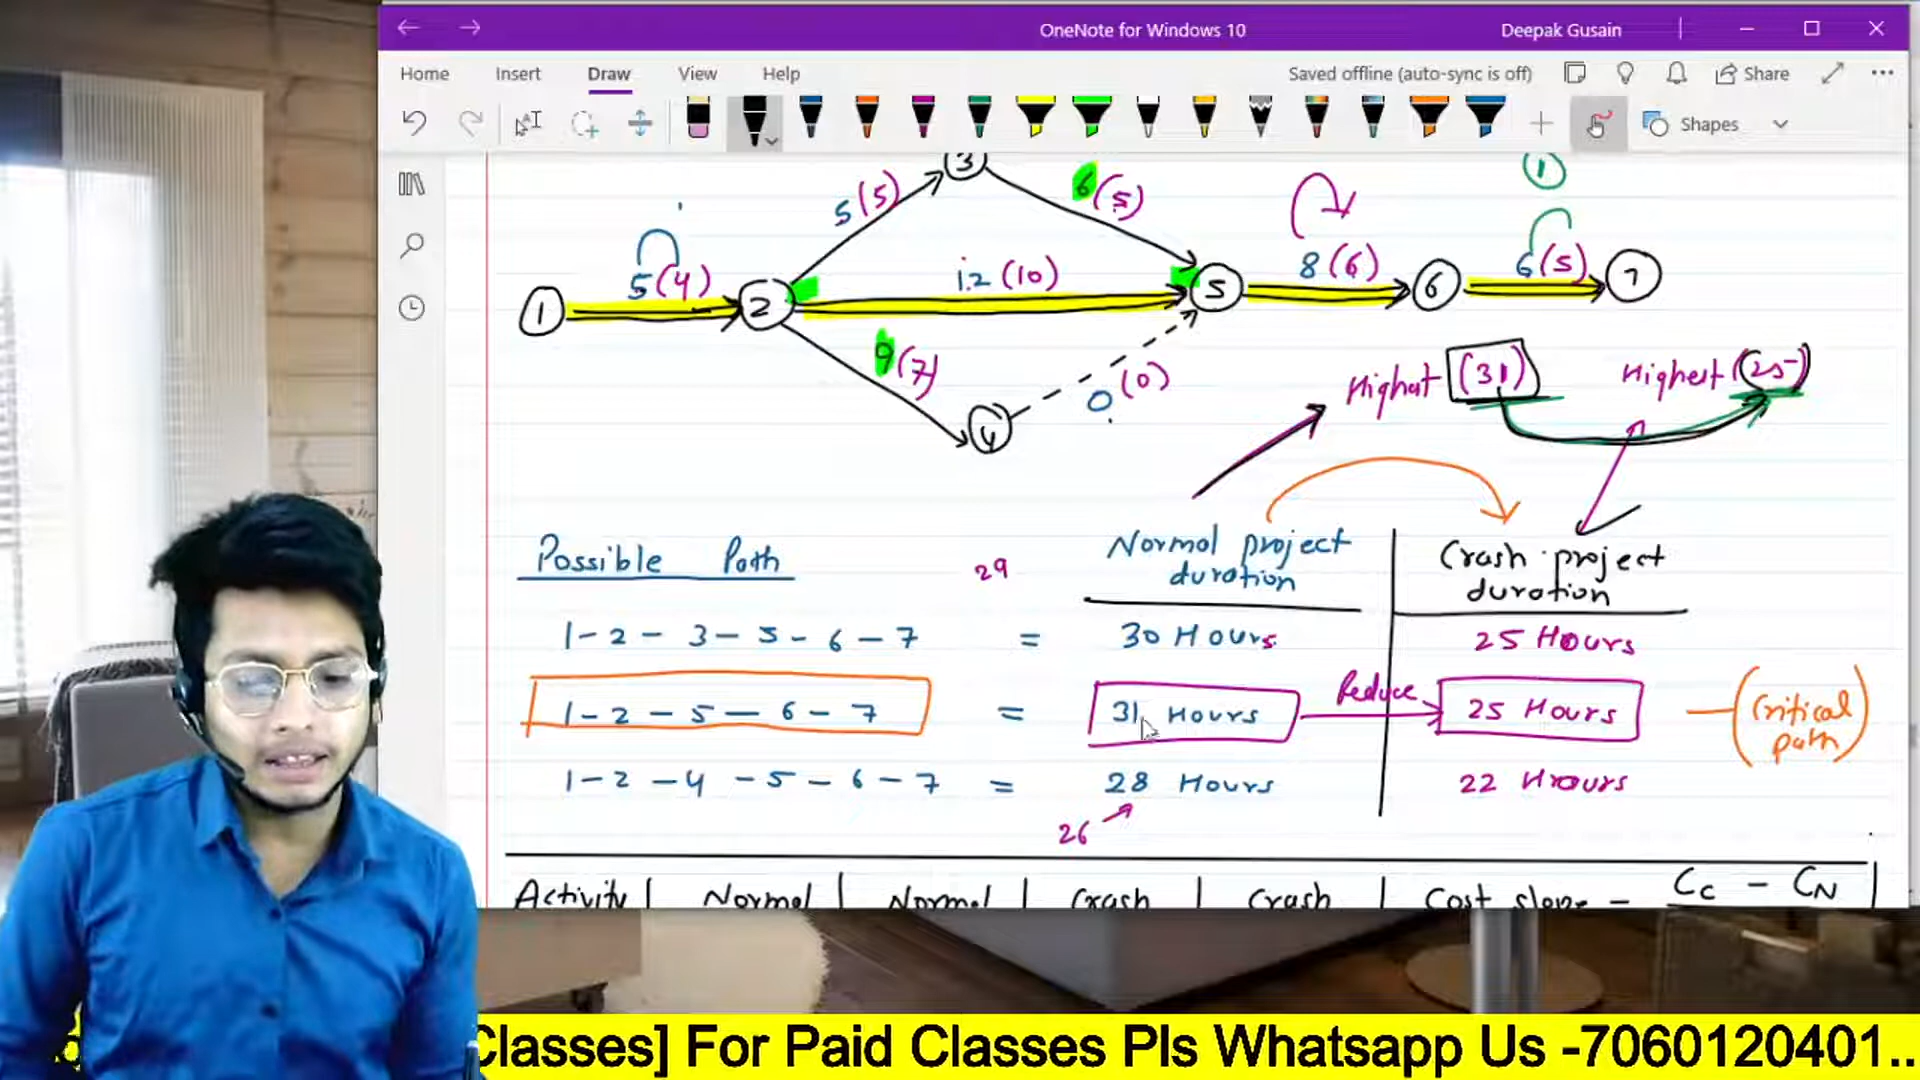 OneNote for Windows 10
Deepak Gusain
Home Insert Draw View Help
Saved offline (auto-sync is off)
Share
Shapes
3
1
5 (5)
6 (5)
5 (4)
12 (10)
8 (6)
6 (5)
1
2
5
6
7
9 (7)
0 (0)
4
Highest (31)
Highest (25)
Possible Path
29
Normal project
duration
Crash project
duration
1 - 2 - 3 - 5 - 6 - 7 = 30 Hours 25 Hours
1 - 2 - 5 - 6 - 7 = 31 Hours Reduce 25 Hours
(Critical
path)
1 - 2 - 4 - 5 - 6 - 7 = 28 Hours 22 Hours
26
Activity | Normal | Normal | Crash | Crash | Cost slope = Cc - CN
Classes] For Paid Classes Pls Whatsapp Us -7060120401..